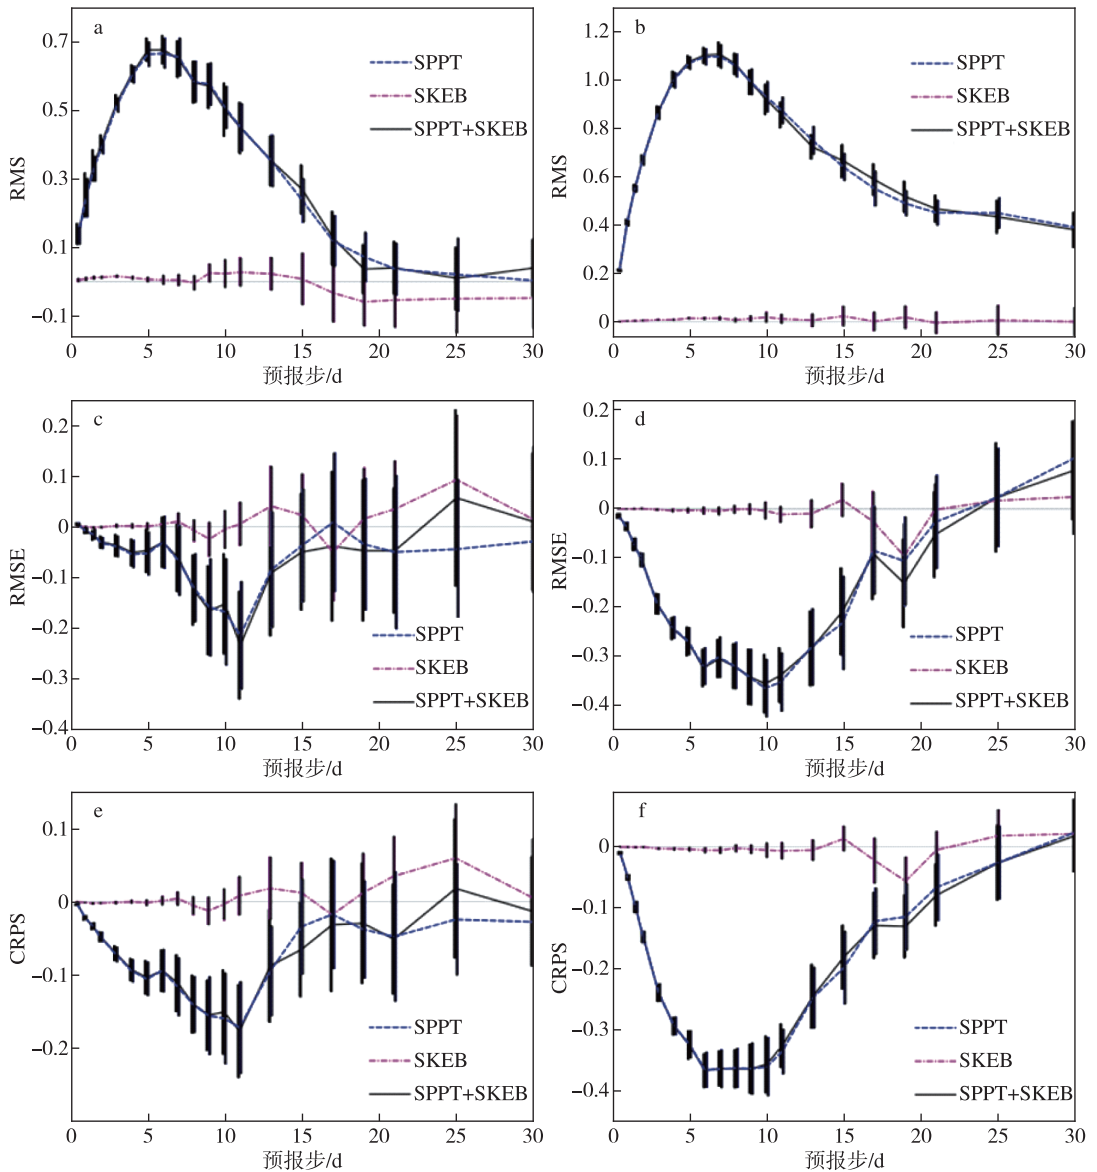 a
0.7
0.5
0.3
0.1
−0.1
RMS
SPPT
SKEB
SPPT+SKEB
0 5 10 15 20 25 30
预报步/d
b
1.2
1.0
0.8
0.6
0.4
0.2
0
RMS
SPPT
SKEB
SPPT+SKEB
0 5 10 15 20 25 30
预报步/d
c
0.2
0.1
0
−0.1
−0.2
−0.3
−0.4
RMSE
SPPT
SKEB
SPPT+SKEB
0 5 10 15 20 25 30
预报步/d
d
0.2
0.1
0
−0.1
−0.2
−0.3
−0.4
RMSE
SPPT
SKEB
SPPT+SKEB
0 5 10 15 20 25 30
预报步/d
e
0.1
0
−0.1
−0.2
CRPS
SPPT
SKEB
SPPT+SKEB
0 5 10 15 20 25 30
预报步/d
f
0
−0.1
−0.2
−0.3
−0.4
CRPS
SPPT
SKEB
SPPT+SKEB
0 5 10 15 20 25 30
预报步/d